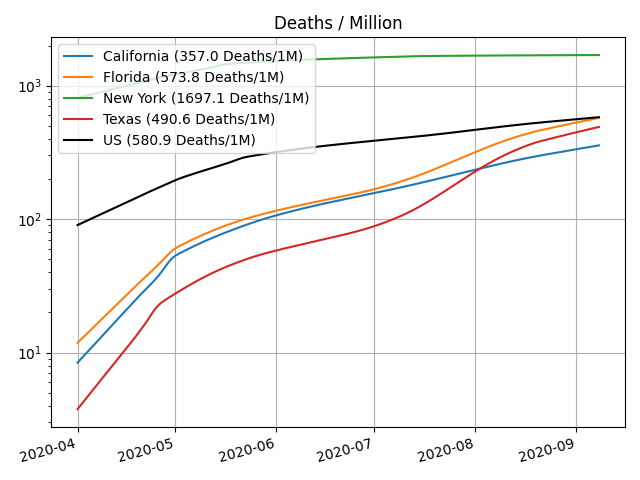 Deaths / Million
California (357.0 Deaths/1M)
Florida (573.8 Deaths/1M)
New York (1697.1 Deaths/1M)
Texas (490.6 Deaths/1M)
US (580.9 Deaths/1M)
10³
10²
10¹
2020-04
2020-05
2020-06
2020-07
2020-08
2020-09